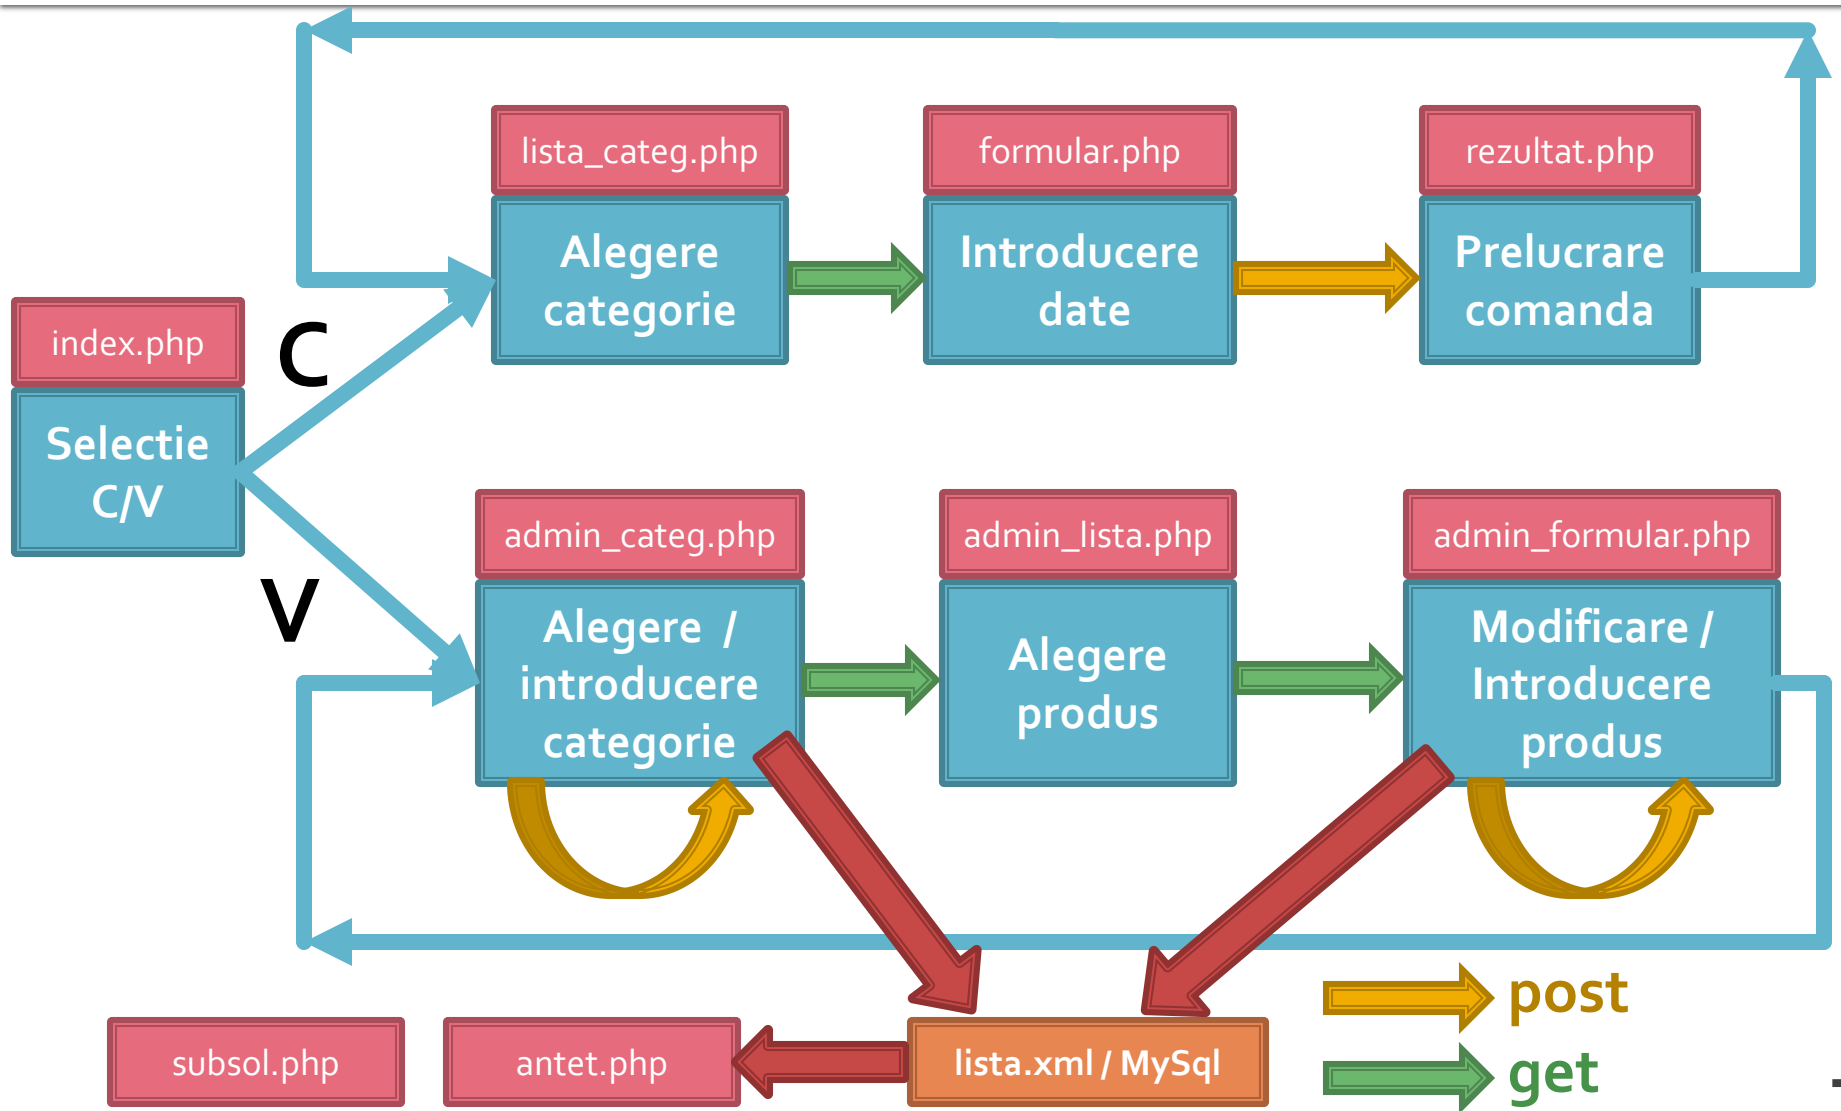 lista_categ.php
Alegere
categorie
formular.php
Introducere
date
rezultat.php
Prelucrare
comanda
index.php
Selectie
C/V
C
V
admin_categ.php
Alegere /
introducere
categorie
admin_lista.php
Alegere
produs
admin_formular.php
Modificare /
Introducere
produs
subsol.php
antet.php
lista.xml / MySql
post
get